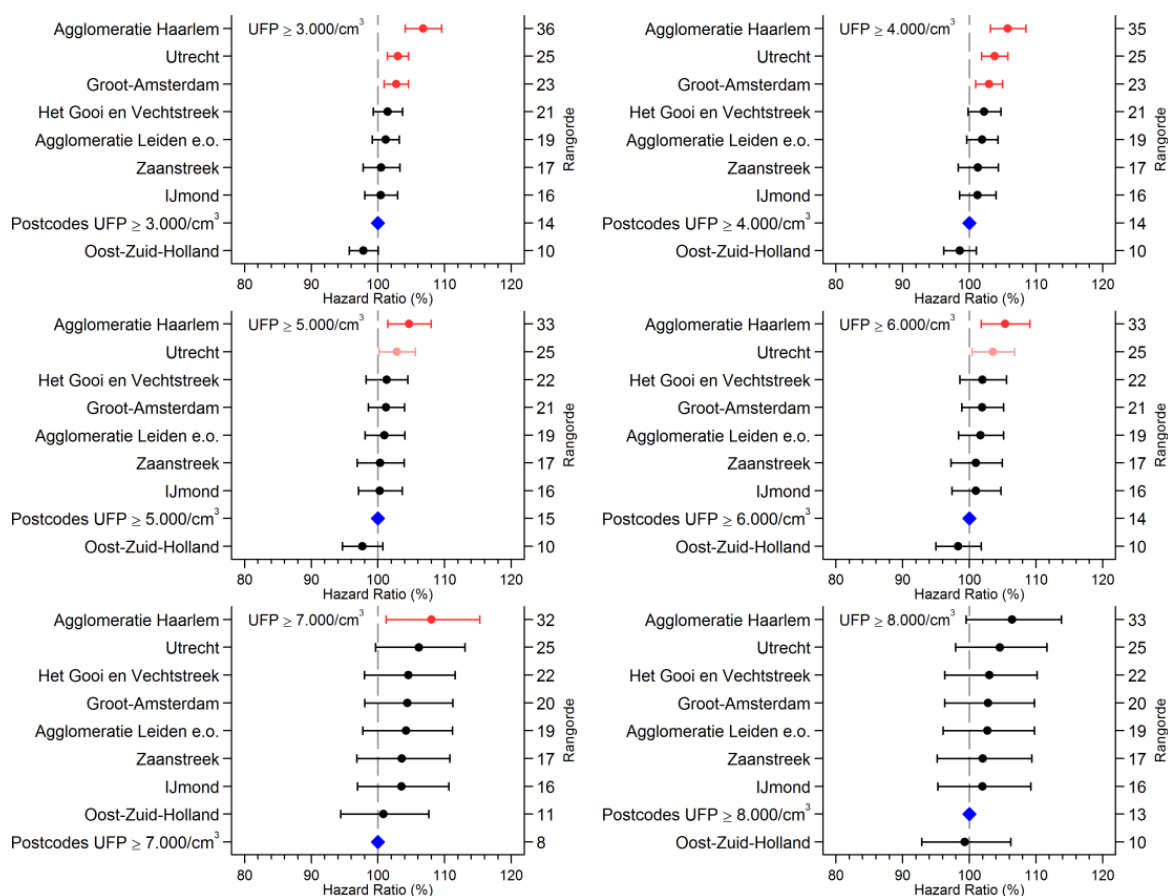 Agglomeratie Haarlem UFP ≥ 3.000/cm³ 36
Utrecht 25
Groot-Amsterdam 23
Het Gooi en Vechtstreek 21
Agglomeratie Leiden e.o. 19
Zaanstreek 17
IJmond 16
Postcodes UFP ≥ 3.000/cm³ 14
Oost-Zuid-Holland 10
Rangorde
80 90 100 110 120
Hazard Ratio (%)
Agglomeratie Haarlem UFP ≥ 4.000/cm³ 35
Utrecht 25
Groot-Amsterdam 23
Het Gooi en Vechtstreek 21
Agglomeratie Leiden e.o. 19
Zaanstreek 17
IJmond 16
Postcodes UFP ≥ 4.000/cm³ 14
Oost-Zuid-Holland 10
Rangorde
80 90 100 110 120
Hazard Ratio (%)
Agglomeratie Haarlem UFP ≥ 5.000/cm³ 33
Utrecht 25
Het Gooi en Vechtstreek 22
Groot-Amsterdam 21
Agglomeratie Leiden e.o. 19
Zaanstreek 17
IJmond 16
Postcodes UFP ≥ 5.000/cm³ 15
Oost-Zuid-Holland 10
Rangorde
80 90 100 110 120
Hazard Ratio (%)
Agglomeratie Haarlem UFP ≥ 6.000/cm³ 33
Utrecht 25
Het Gooi en Vechtstreek 22
Groot-Amsterdam 21
Agglomeratie Leiden e.o. 19
Zaanstreek 17
IJmond 16
Postcodes UFP ≥ 6.000/cm³ 14
Oost-Zuid-Holland 10
Rangorde
80 90 100 110 120
Hazard Ratio (%)
Agglomeratie Haarlem UFP ≥ 7.000/cm³ 32
Utrecht 25
Het Gooi en Vechtstreek 22
Groot-Amsterdam 20
Agglomeratie Leiden e.o. 19
Zaanstreek 17
IJmond 16
Oost-Zuid-Holland 11
Postcodes UFP ≥ 7.000/cm³ 8
Rangorde
80 90 100 110 120
Hazard Ratio (%)
Agglomeratie Haarlem UFP ≥ 8.000/cm³ 33
Utrecht 25
Het Gooi en Vechtstreek 22
Groot-Amsterdam 20
Agglomeratie Leiden e.o. 19
Zaanstreek 17
IJmond 16
Postcodes UFP ≥ 8.000/cm³ 13
Oost-Zuid-Holland 10
Rangorde
80 90 100 110 120
Hazard Ratio (%)